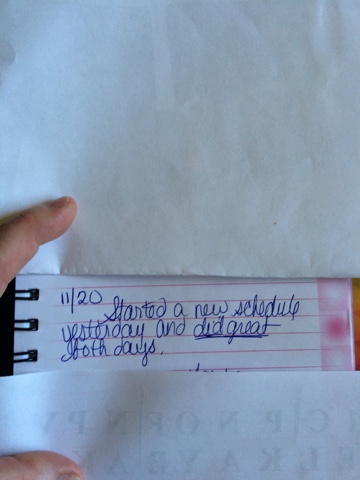 11/20
Started a new schedule
yesterday and did great
both days.